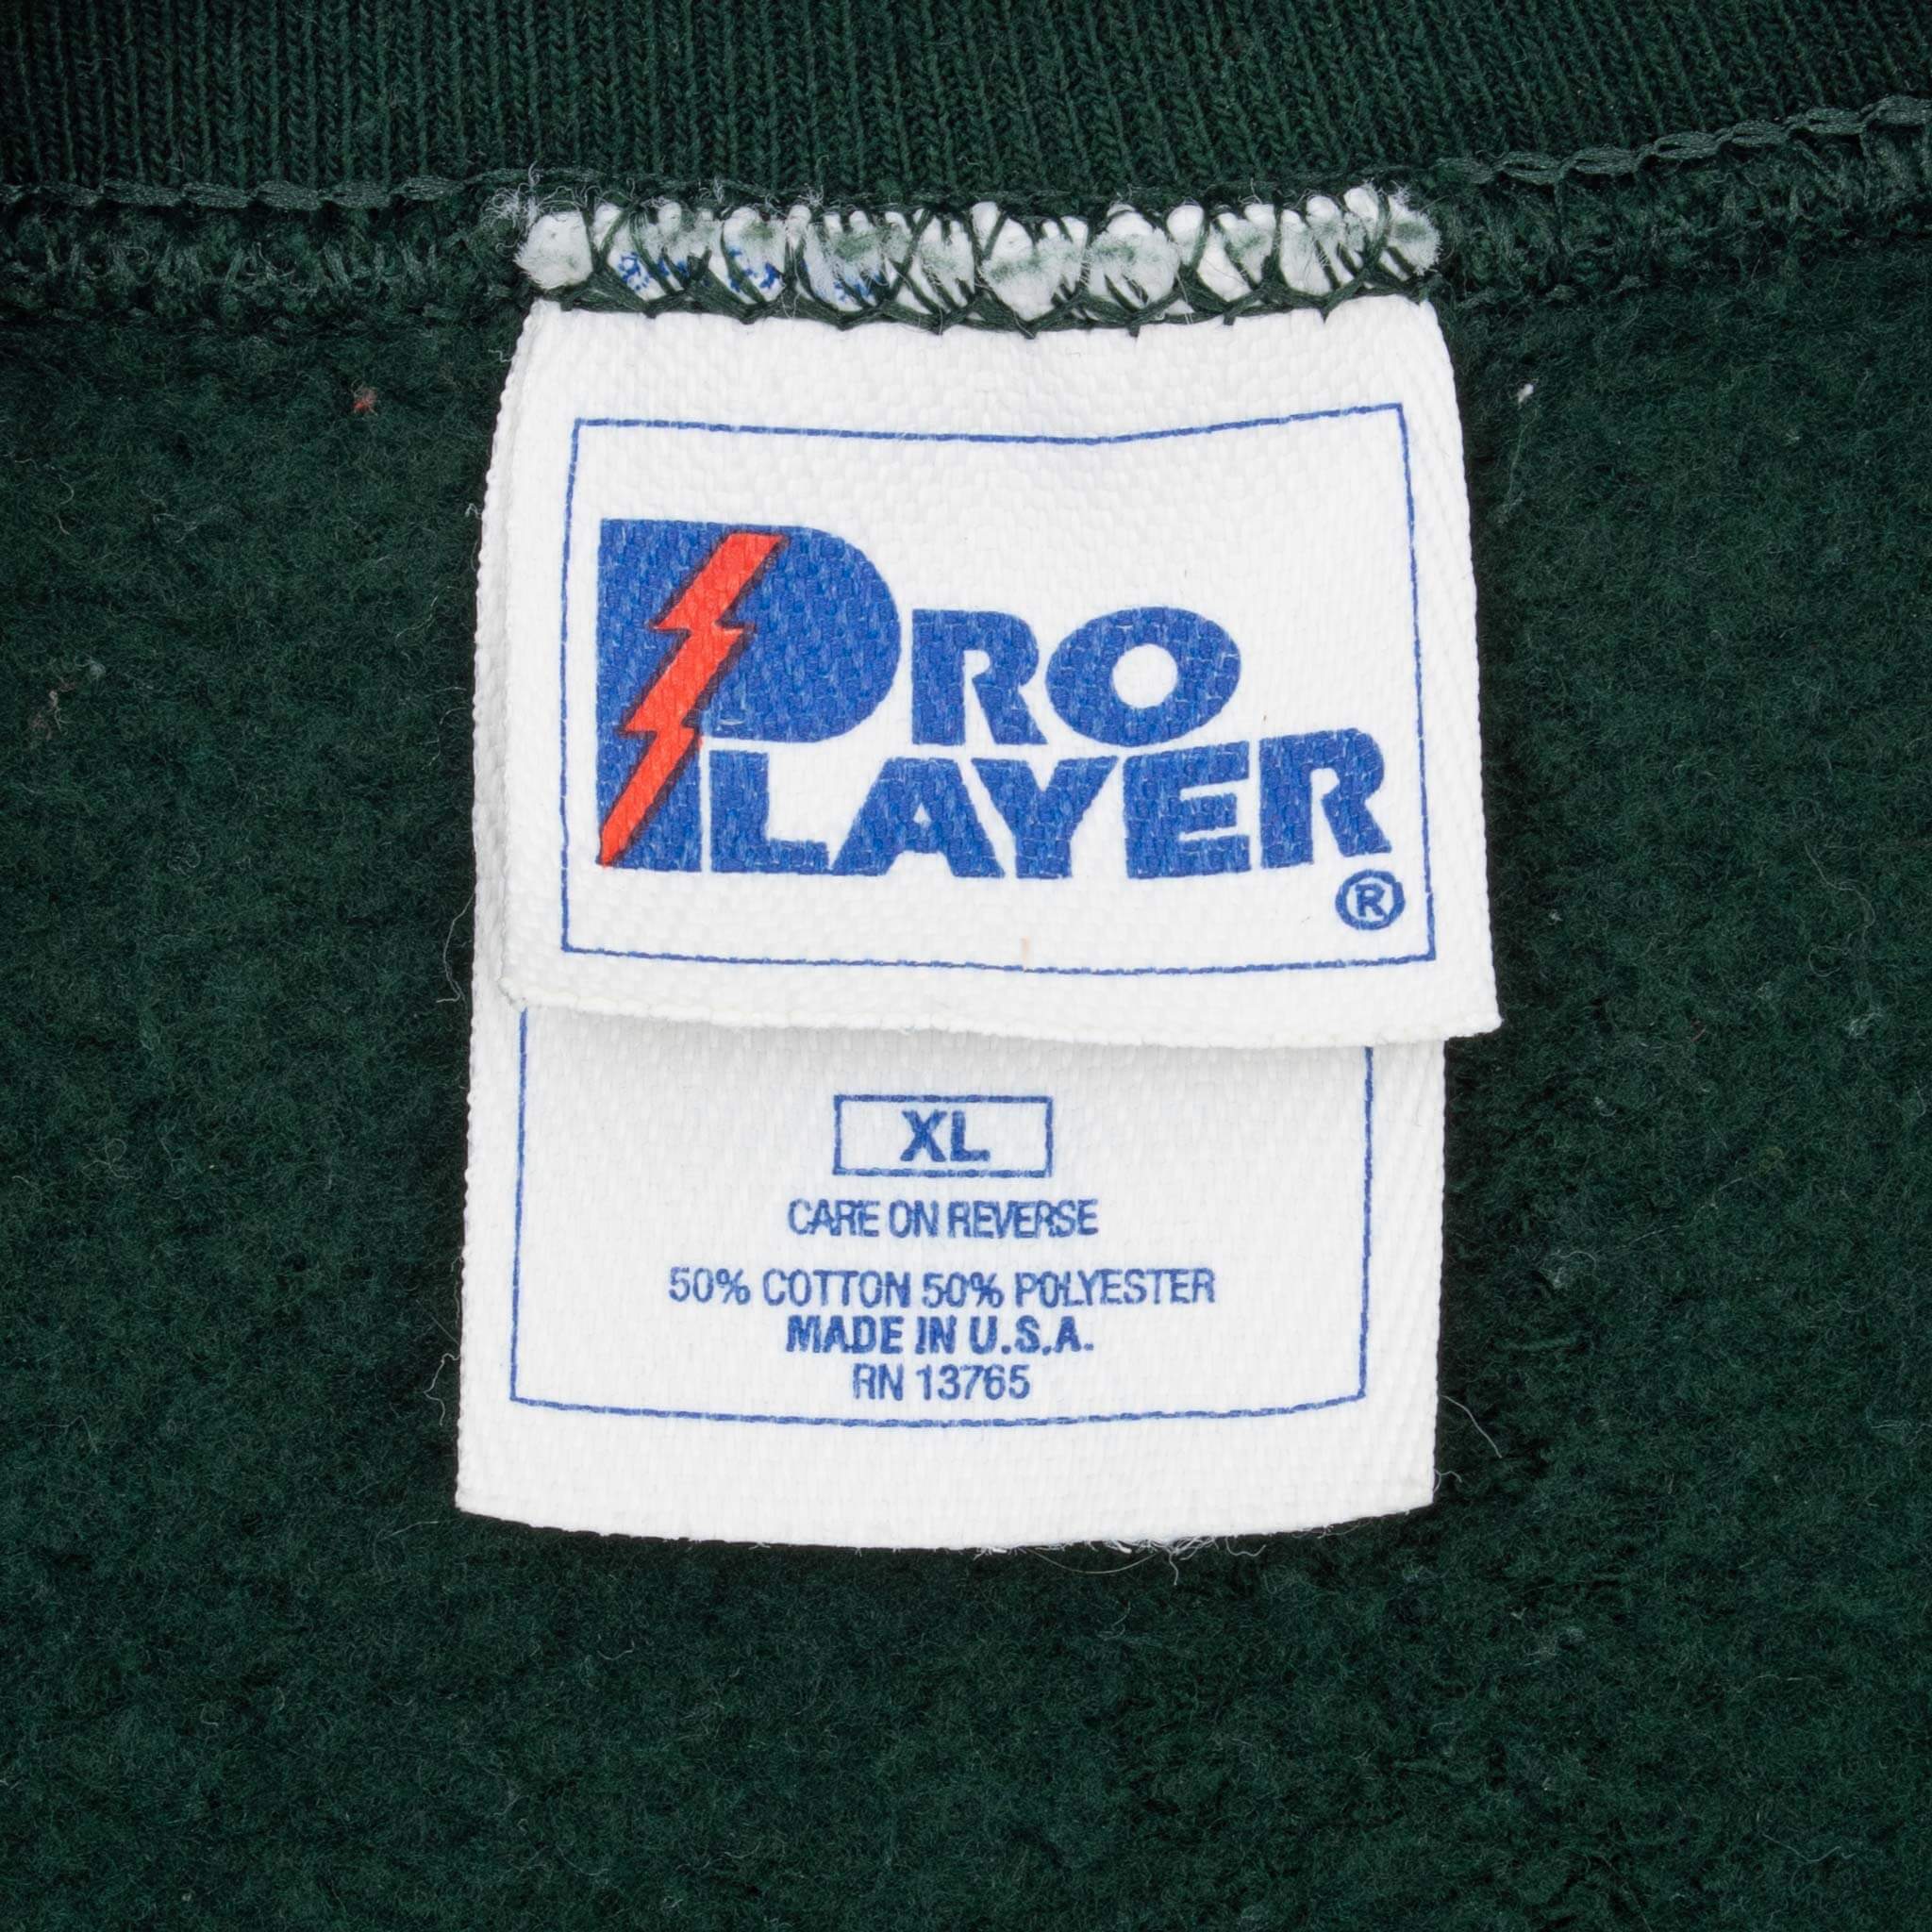 PRO
PLAYER
®
XL
CARE ON REVERSE
50% COTTON 50% POLYESTER
MADE IN U.S.A.
RN 13765